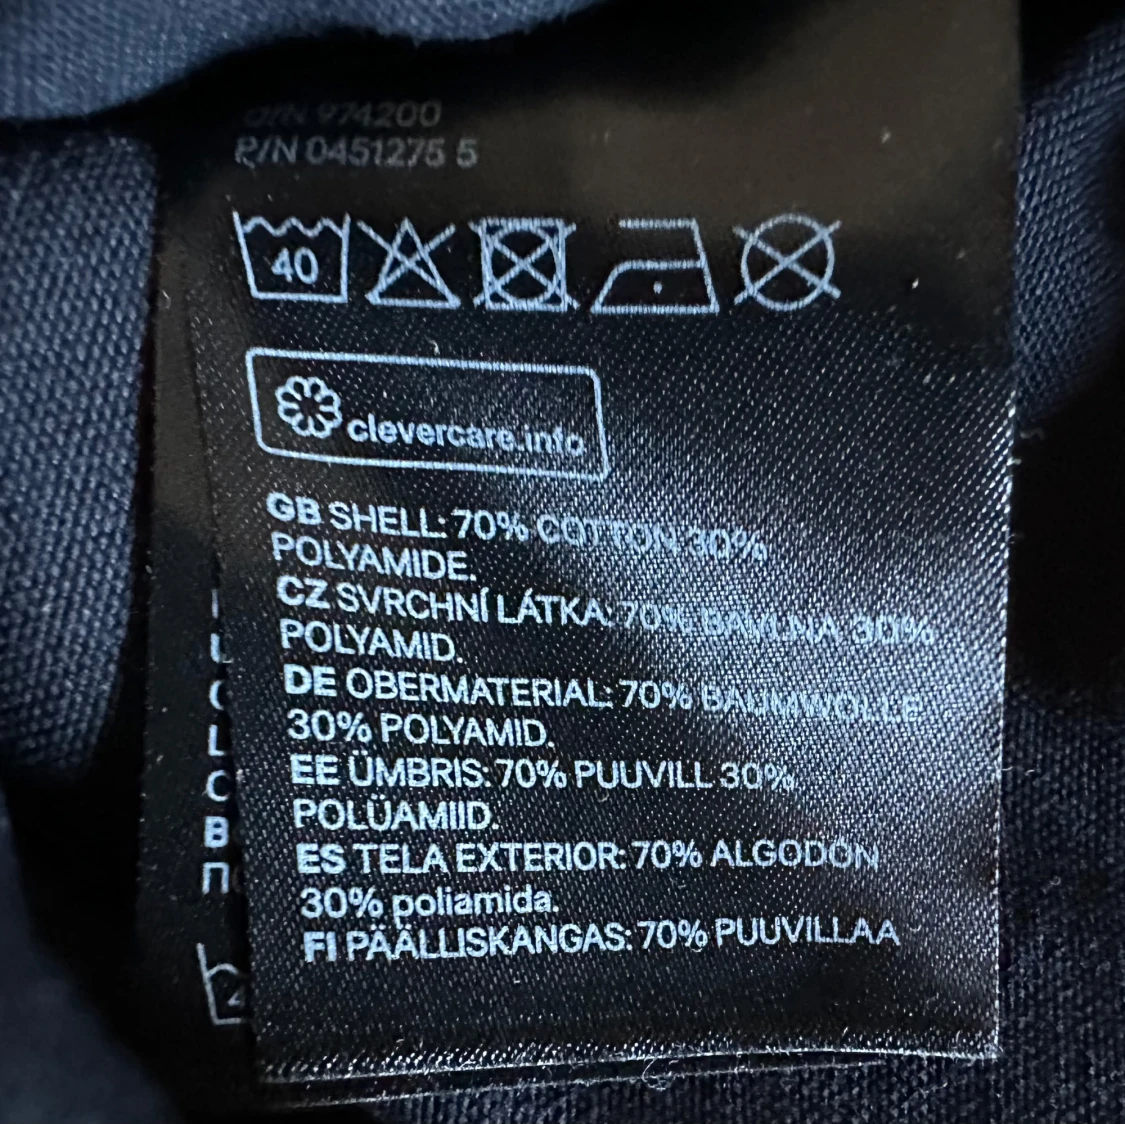 O/N 974200
P/N 0451275 5
40
clevercare.info
GB SHELL: 70% COTTON 30%
POLYAMIDE.
CZ SVRCHNÍ LÁTKA: 70% BAVLNA 30%
POLYAMID.
DE OBERMATERIAL: 70% BAUMWOLLE
30% POLYAMID.
EE ÜMBRIS: 70% PUUVILL 30%
POLÜAMIID.
ES TELA EXTERIOR: 70% ALGODÓN
30% poliamida.
FI PÄÄLLISKANGAS: 70% PUUVILLAA